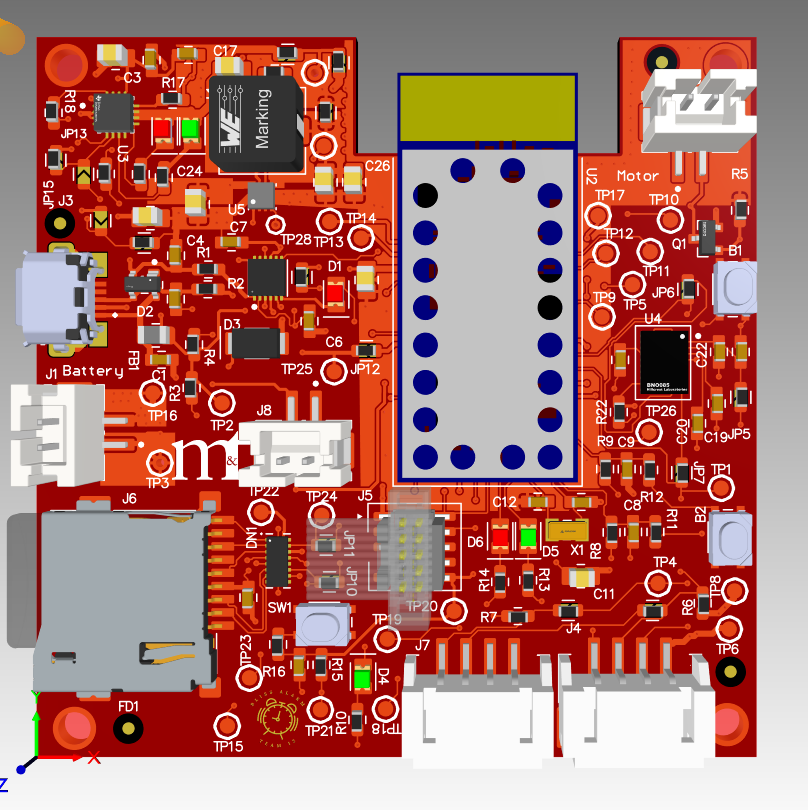 C17
C3
R17
R18
WE Marking
JP13
U3
C24
C26
U2
Motor
R5
JP15
J3
U5
TP17
TP10
TP14
C7
TP28
TP13
C4
R1
TP12
Q1
B1
TP11
R2
D1
JP6
TP5
D2
TP9
U4
D3
C6
C22
FB1
R4
TP25
JP12
J1
Battery
C1
R3
BNO085
TP16
TP2
J8
R22
TP26
C20
C19
JP5
m&
R9
C9
TP3
JP7
TP1
TP22
TP24
J5
C12
R12
J6
C8
R11
B2
DN1
JP11
D6
D5
X1
R8
TP4
JP10
SW1
R14
R13
C11
TP8
TP20
R7
R6
TP19
J4
TP23
J7
TP6
R16
R15
D4
FD1
BLUES ALARM
TEAM 13
R10
TP18
TP15
TP21
Y
X
Z